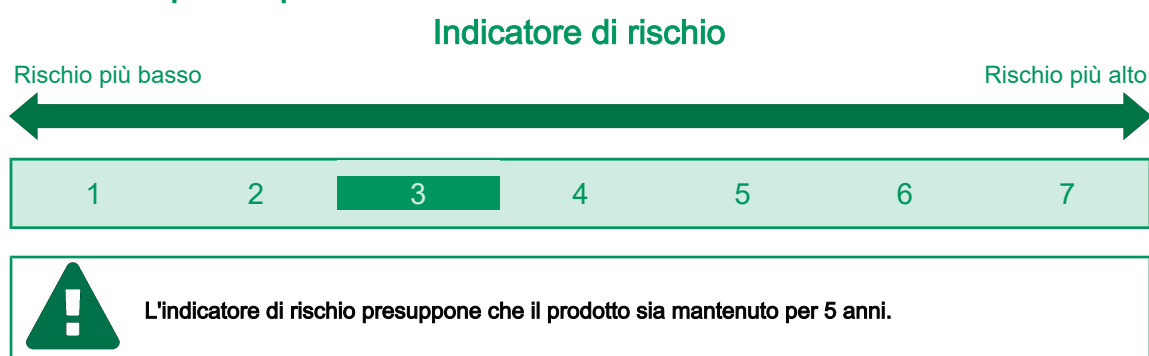 Indicatore di rischio
Rischio più basso Rischio più alto
1 2 3 4 5 6 7
L'indicatore di rischio presuppone che il prodotto sia mantenuto per 5 anni.